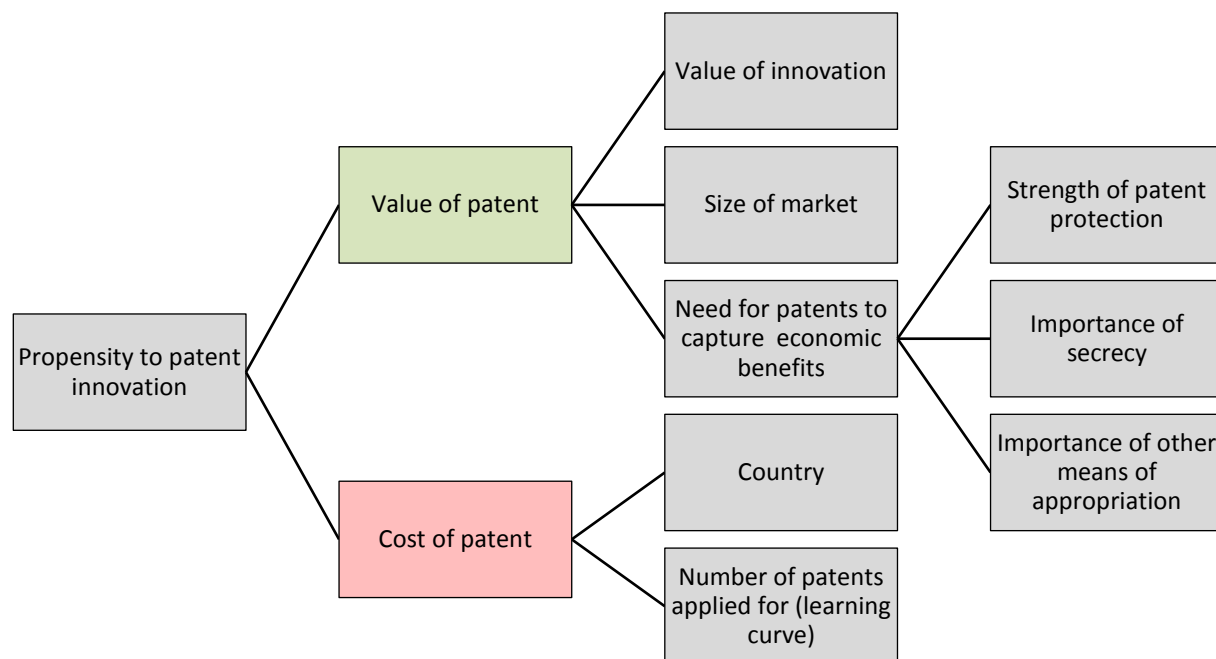 Value of innovation
Value of patent
Size of market
Strength of patent
protection
Propensity to patent
innovation
Need for patents to
capture  economic
benefits
Importance of
secrecy
Importance of other
means of
appropriation
Cost of patent
Country
Number of patents
applied for (learning
curve)